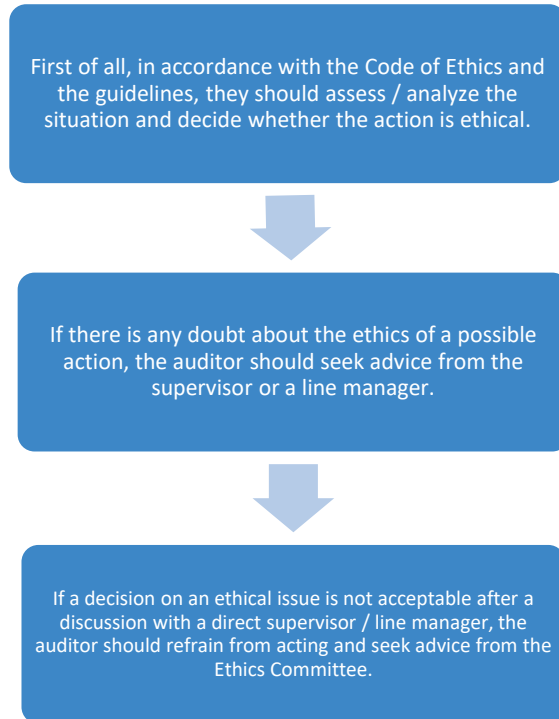 First of all, in accordance with the Code of Ethics and
the guidelines, they should assess / analyze the
situation and decide whether the action is ethical.
If there is any doubt about the ethics of a possible
action, the auditor should seek advice from the
supervisor or a line manager.
If a decision on an ethical issue is not acceptable after a
discussion with a direct supervisor / line manager, the
auditor should refrain from acting and seek advice from the
Ethics Committee.